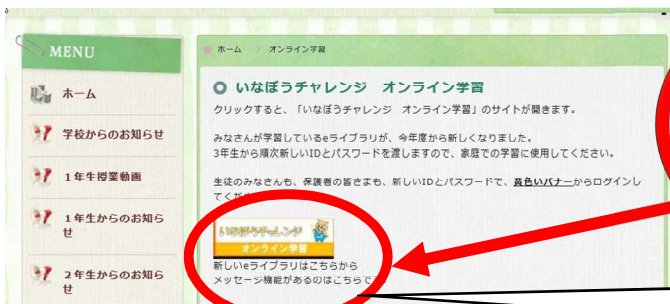 MENU
ホーム
学校からのお知らせ
1年生授業動画
1年生からのお知ら
せ
2年生からのお知ら
せ
ホーム
オンライン学習
いなぼうチャレンジ オンライン学習
クリックすると、「いなぼうチャレンジ オンライン学習」のサイトが開きます。
みなさんが学習しているeライブラリが、今年度から新しくなりました。
3年生から順次新しいIDとパスワードを渡しますので、家庭での学習に使用してください。
生徒のみなさんも、保護者の皆さまも、新しいIDとパスワードで、黄色いバナーからログインし
てくだ
いなぼうチャレンジ
オンライン学習
新しいeライブラリはこちらから
メッセージ機能があるのはこちらで